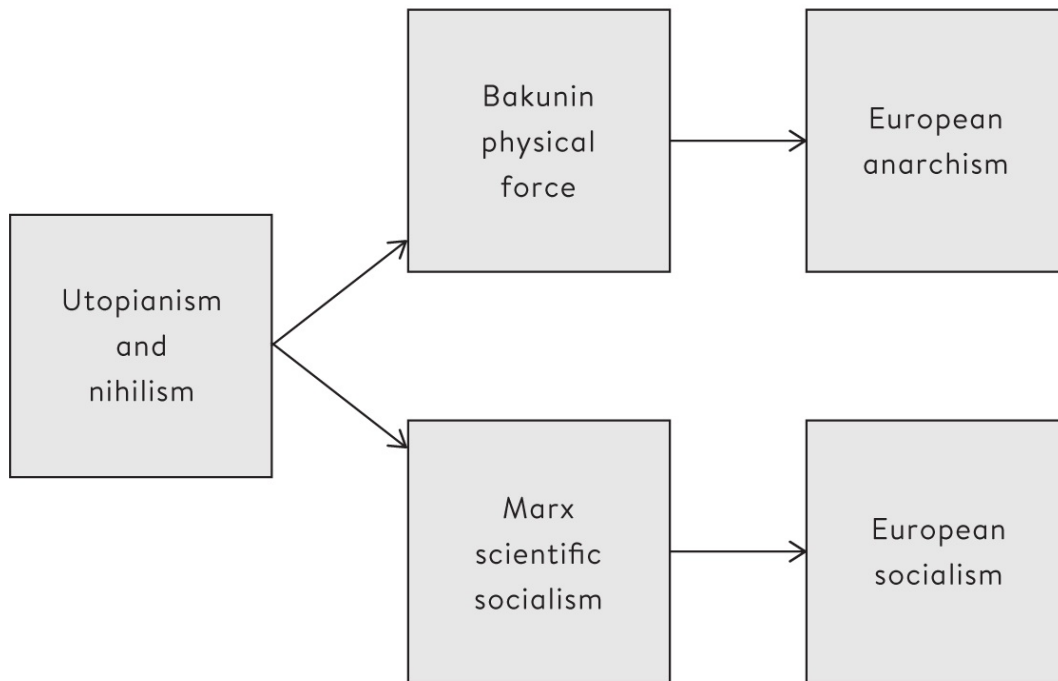 Utopianism
and
nihilism
Bakunin
physical
force
European
anarchism
Marx
scientific
socialism
European
socialism